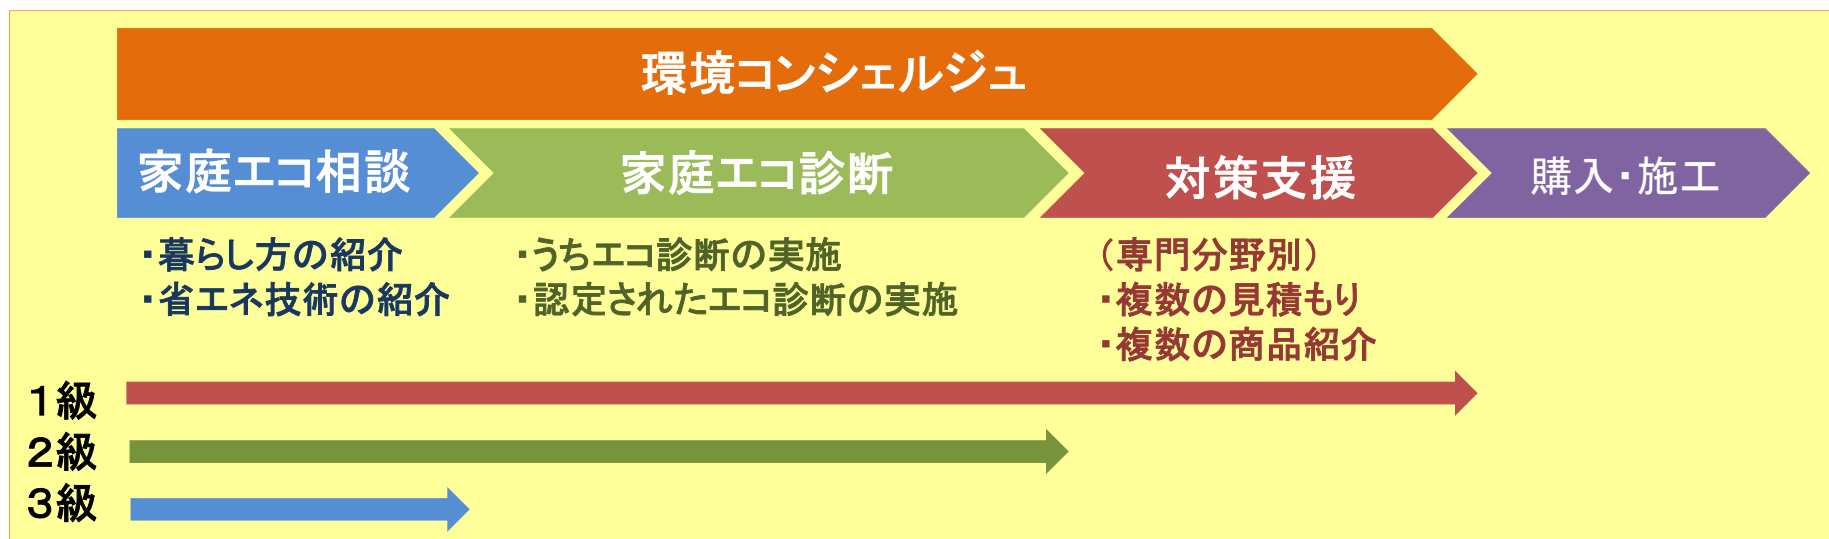 環境コンシェルジュ
家庭エコ相談
家庭エコ診断
対策支援
購入・施工
・暮らし方の紹介
・省エネ技術の紹介
・うちエコ診断の実施
・認定されたエコ診断の実施
（専門分野別）
・複数の見積もり
・複数の商品紹介
１級
２級
３級